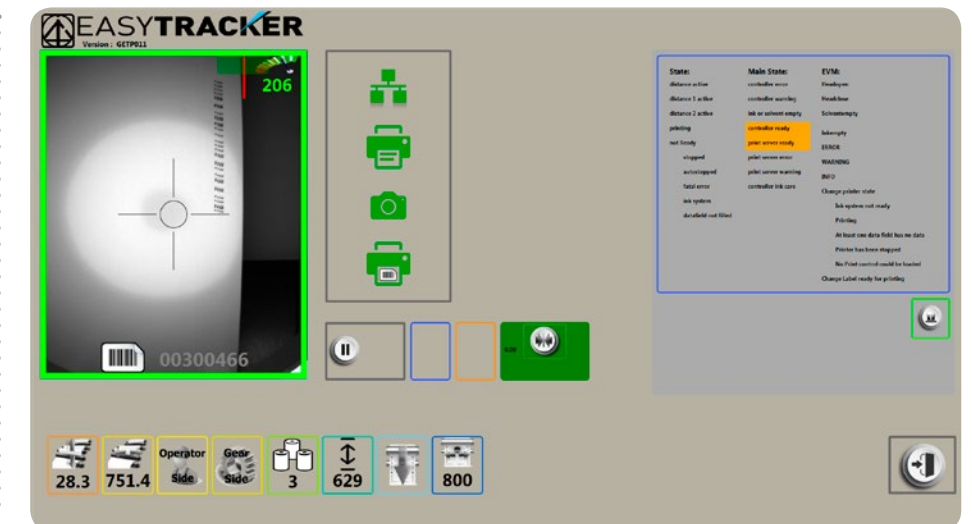 EASYTRACKER
Version : GETP011
206
00300466
State:
distance active
distance 1 active
distance 2 active
printing
not Ready
stopped
autostopped
fatal error
ink system
datafield not filled
Main State:
controller error
controller warning
ink or solvent empty
controller ready
print server ready
print server error
print server warning
controller ink care
EVM:
Headopen
Headclose
Solventempty
Inkempty
ERROR
WARNING
INFO
Change printer state
Ink system not ready
Printing
At least one data field has no data
Printer has been stopped
No Print control could be loaded
Change Label ready for printing
0.00
28.3
751.4
Operator
Side
Gear
Side
3
629
800